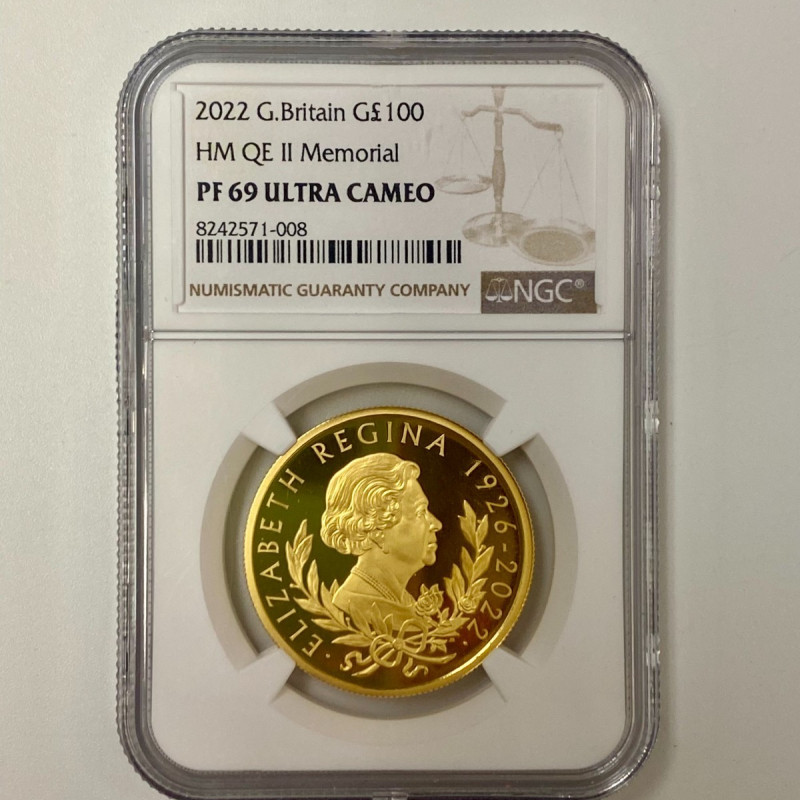 2022 G.Britain G£100
HM QE II Memorial
PF 69 ULTRA CAMEO
8242571-008
NUMISMATIC GUARANTY COMPANY
NGC®
· ELIZABETH REGINA 1926-2022 ·